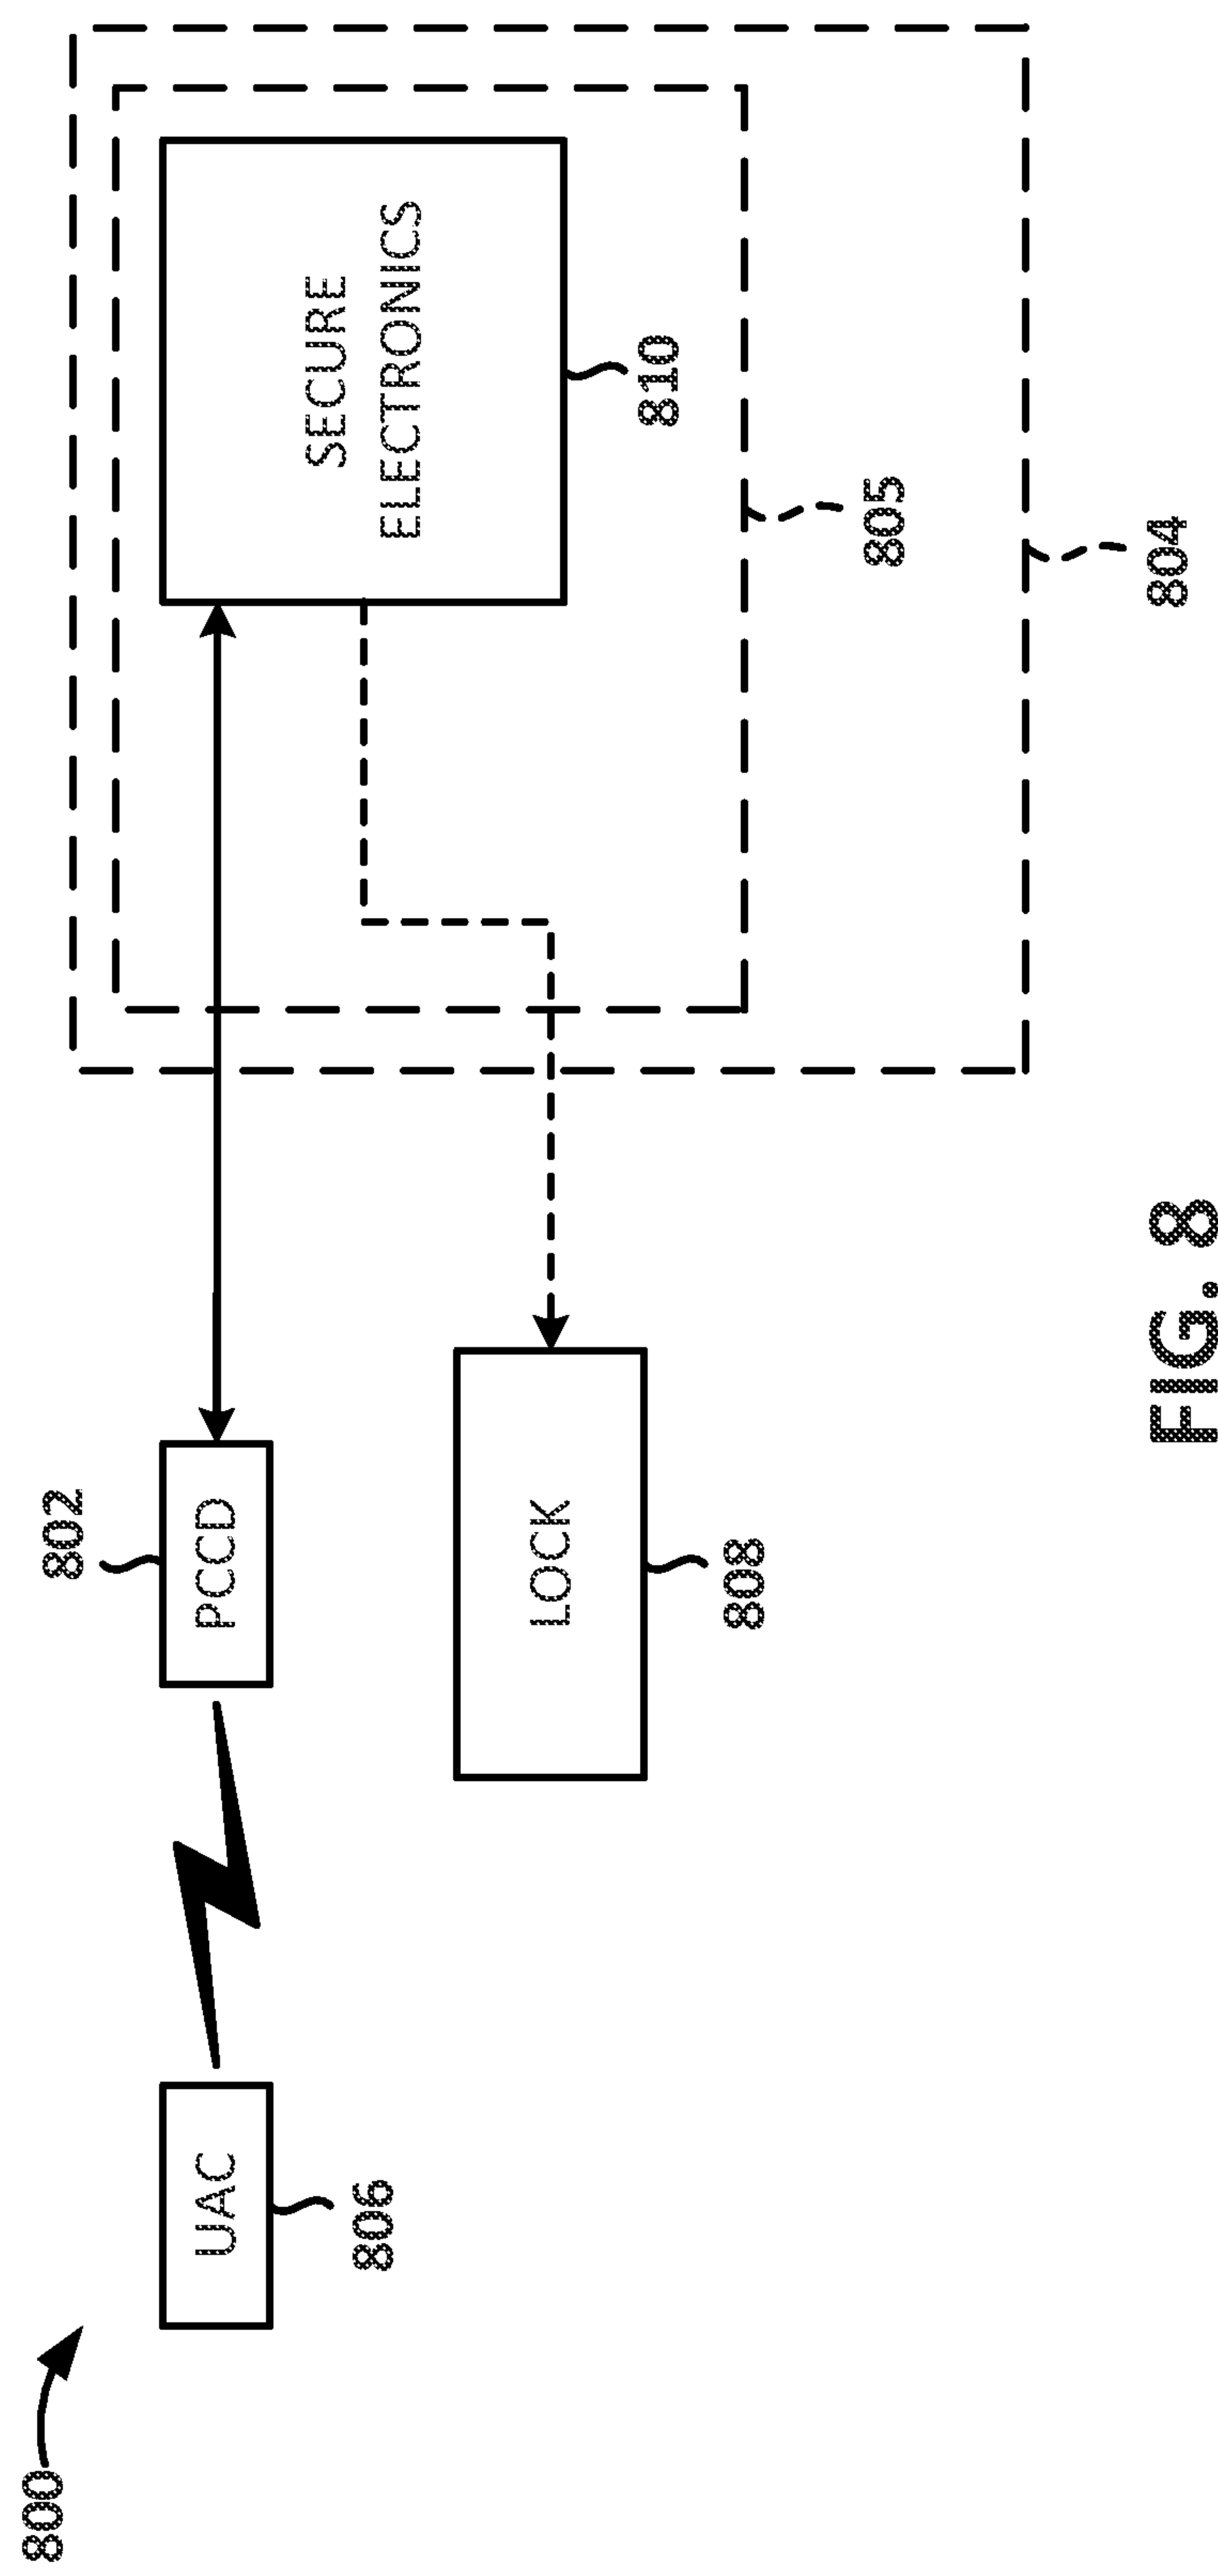 800
UAC
806
802
PCCD
LOCK
808
SECURE
ELECTRONICS
810
805
804
FIG. 8